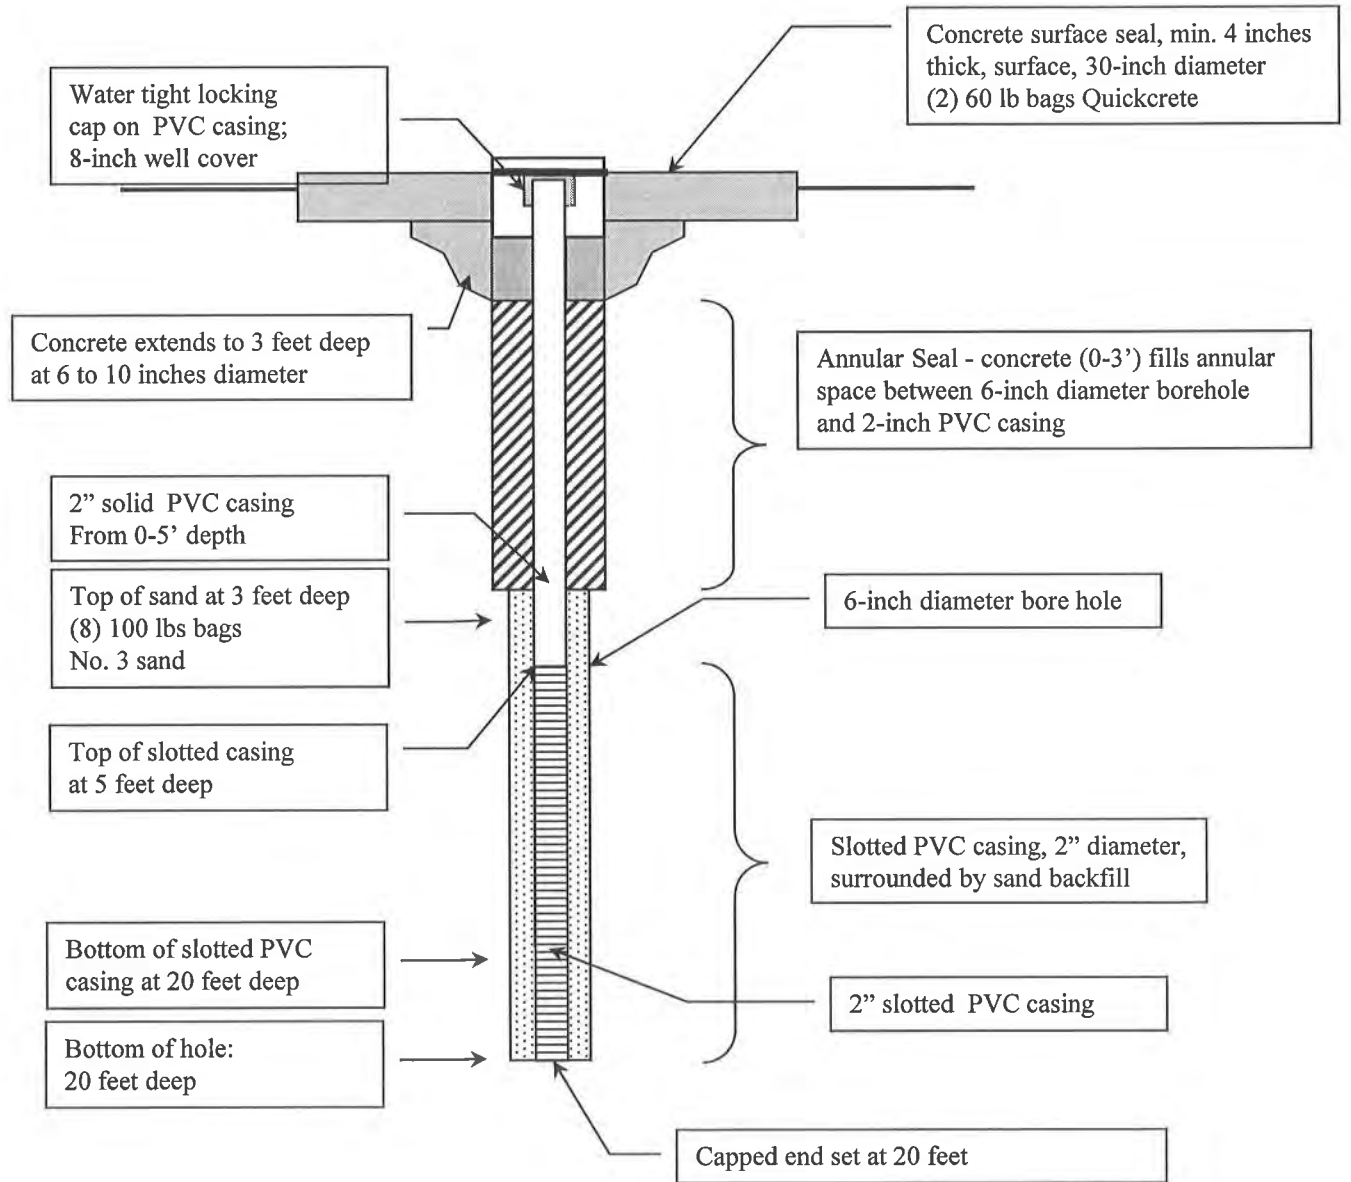 Concrete surface seal, min. 4 inches
thick, surface, 30-inch diameter
(2) 60 lb bags Quickcrete
Water tight locking
cap on PVC casing;
8-inch well cover
Concrete extends to 3 feet deep
at 6 to 10 inches diameter
Annular Seal - concrete (0-3’) fills annular
space between 6-inch diameter borehole
and 2-inch PVC casing
2” solid PVC casing
From 0-5’ depth
Top of sand at 3 feet deep
(8) 100 lbs bags
No. 3 sand
6-inch diameter bore hole
Top of slotted casing
at 5 feet deep
Slotted PVC casing, 2” diameter,
surrounded by sand backfill
Bottom of slotted PVC
casing at 20 feet deep
2” slotted PVC casing
Bottom of hole:
20 feet deep
Capped end set at 20 feet